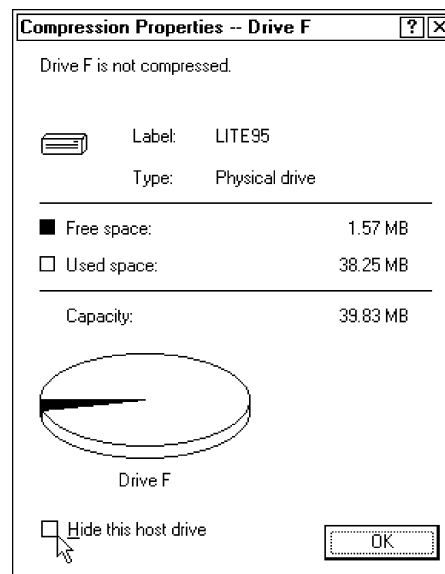 Compression Properties -- Drive F ? X
Drive F is not compressed.
Label: LITE95
Type: Physical drive
Free space: 1.57 MB
Used space: 38.25 MB
Capacity: 39.83 MB
Drive F
Hide this host drive
OK